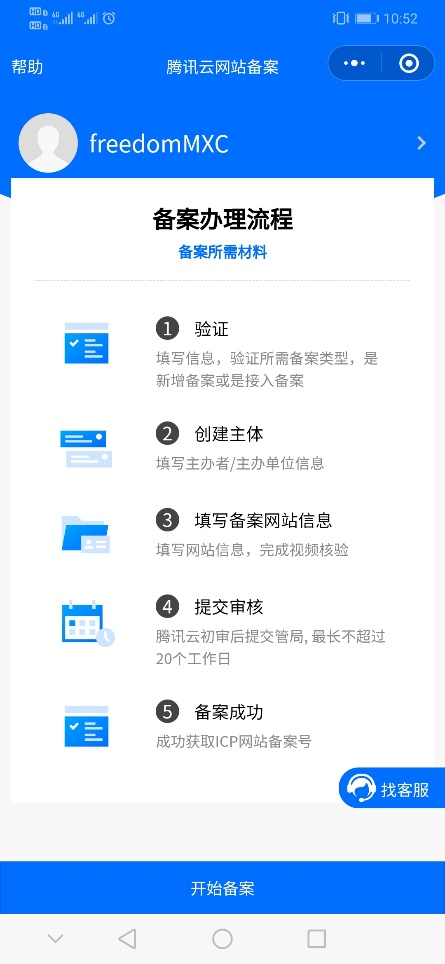 HD 2 4G 4G 10:52
HD 2
帮助 腾讯云网站备案
freedomMXC
备案办理流程
备案所需材料
1 验证
填写信息，验证所需备案类型，是
新增备案或是接入备案
2 创建主体
填写主办者/主办单位信息
3 填写备案网站信息
填写网站信息，完成视频核验
4 提交审核
腾讯云初审后提交管局, 最长不超过
20个工作日
5 备案成功
成功获取ICP网站备案号
找客服
开始备案